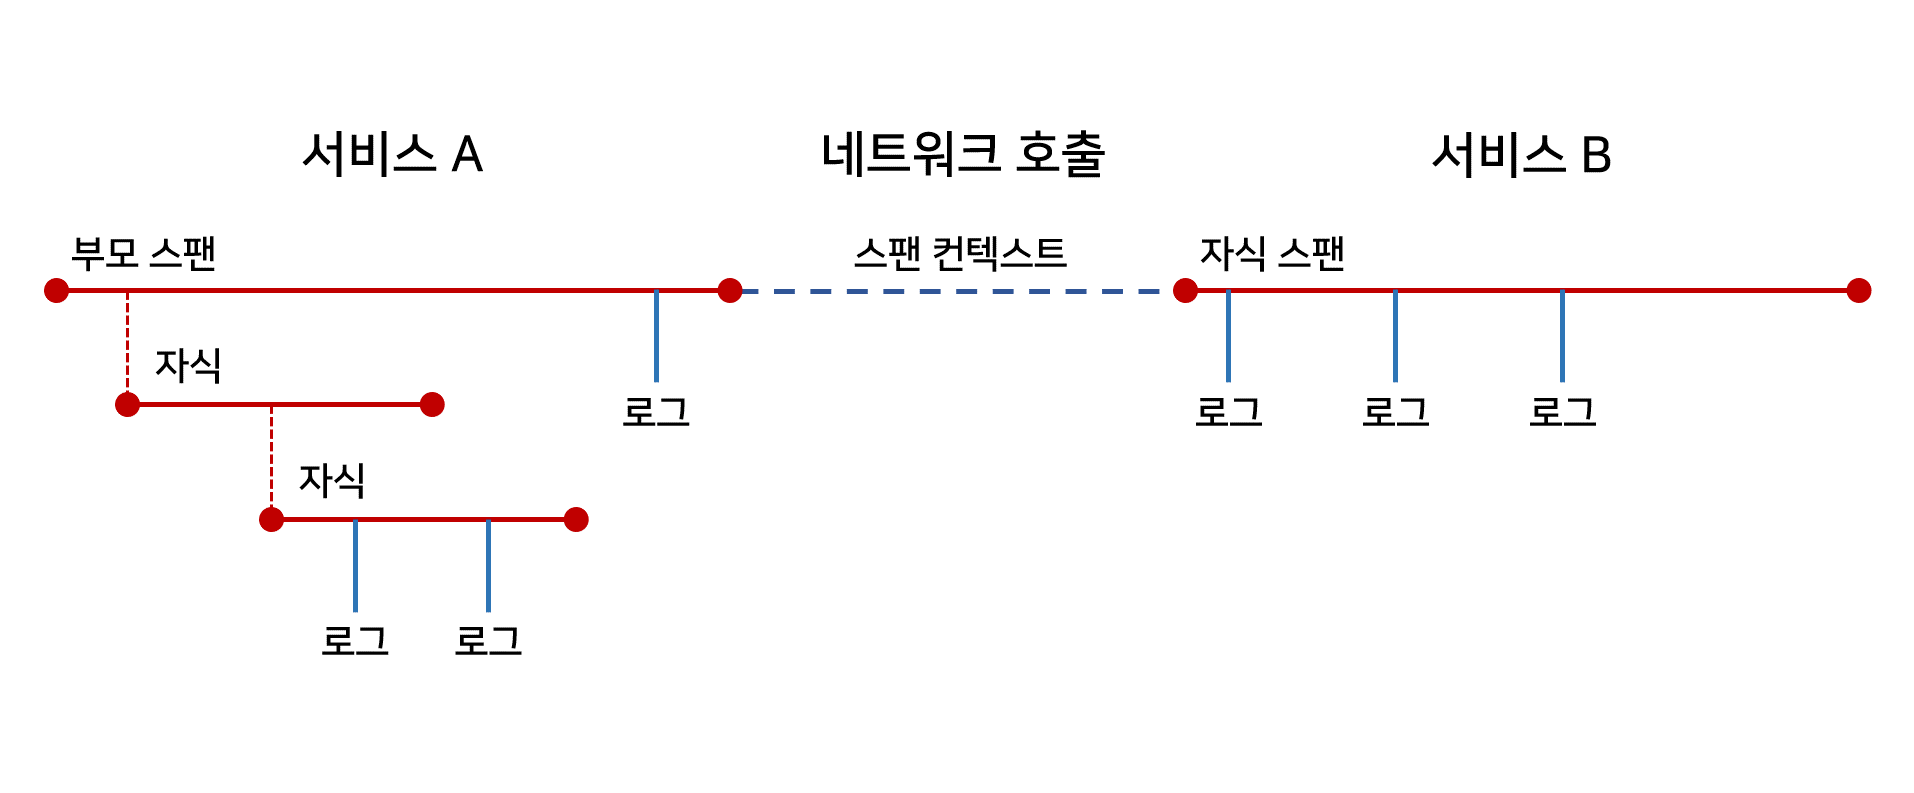 서비스 A
네트워크 호출
서비스 B
부모 스팬
스팬 컨텍스트
자식 스팬
자식
로그
로그
로그
로그
자식
로그
로그